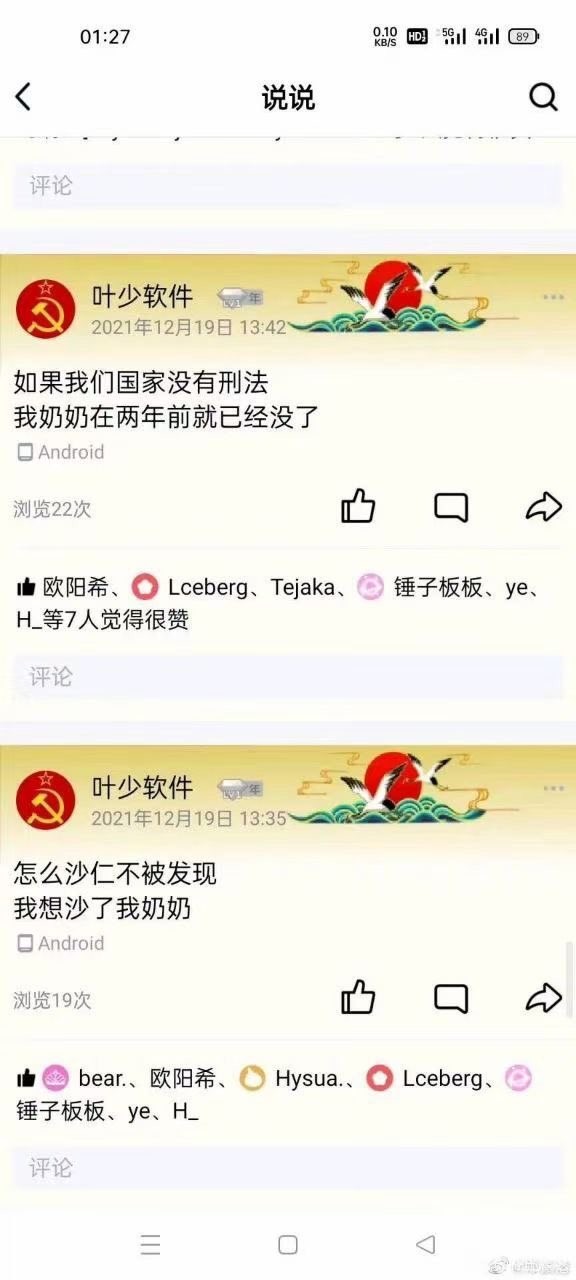 01:27
0.10 KB/S HD 5G 4G 89
说说
评论
叶少软件 LV1 年
2021年12月19日 13:42
如果我们国家没有刑法
我奶奶在两年前就已经没了
Android
浏览22次
欧阳希、 Lceberg、Tejaka、 锤子板板、ye、
H_等7人觉得很赞
评论
叶少软件 LV1 年
2021年12月19日 13:35
怎么沙仁不被发现
我想沙了我奶奶
Android
浏览19次
bear.、欧阳希、 Hysua.、 Lceberg、
锤子板板、ye、H_
评论